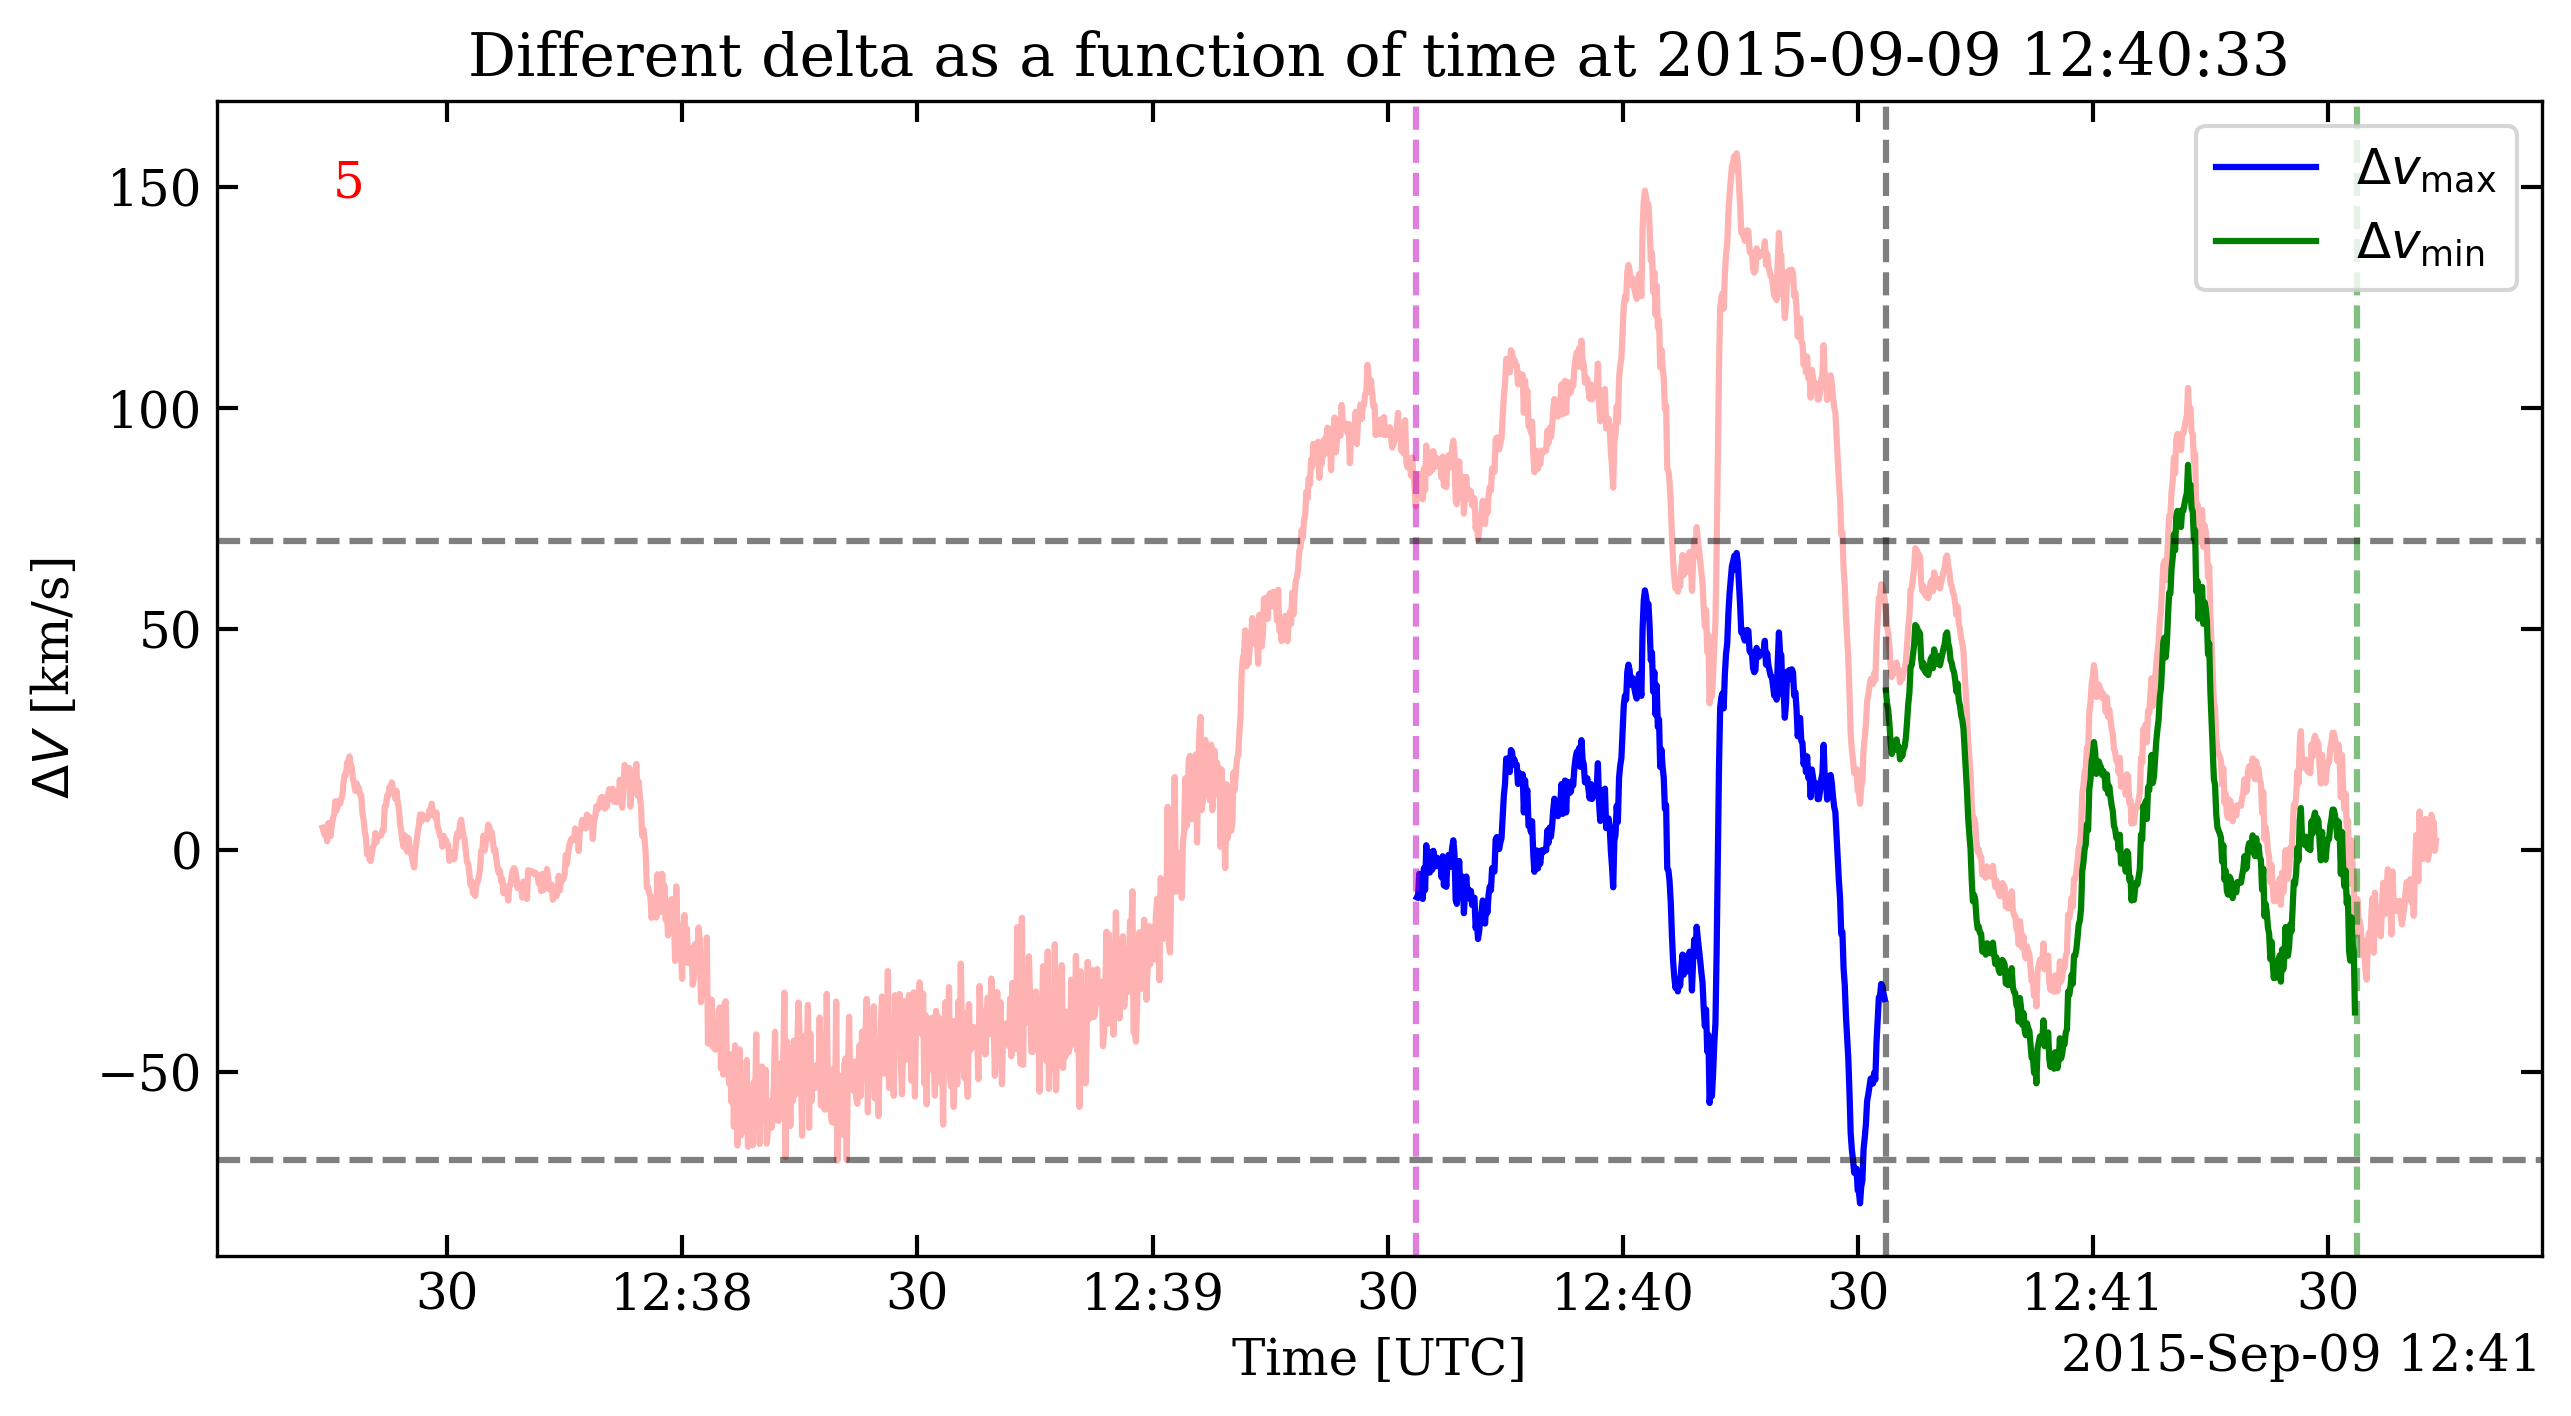 Different delta as a function of time at 2015-09-09 12:40:33
5
Δv_max
Δv_min
150
100
50
0
−50
ΔV [km/s]
30 12:38 30 12:39 30 12:40 30 12:41 30
Time [UTC]
2015-Sep-09 12:41